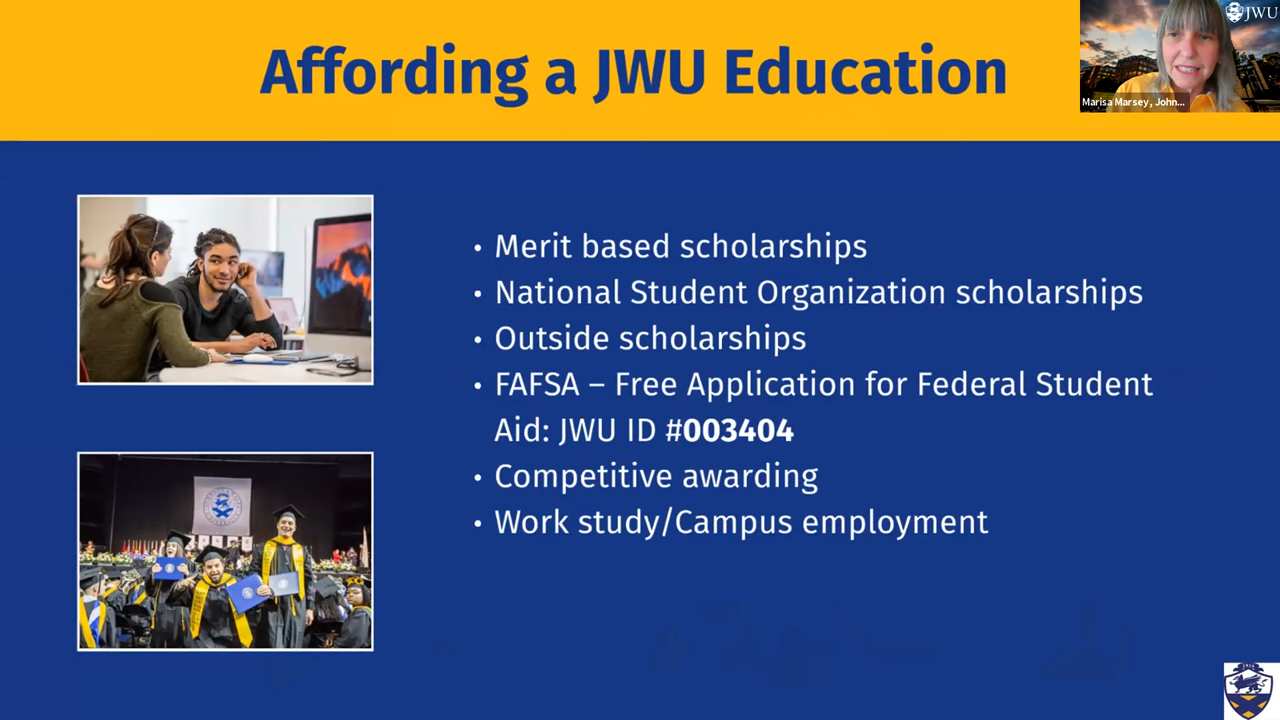 Affording a JWU Education
JWU
Marisa Marsey, John...
• Merit based scholarships
• National Student Organization scholarships
• Outside scholarships
• FAFSA – Free Application for Federal Student
Aid: JWU ID #003404
• Competitive awarding
• Work study/Campus employment